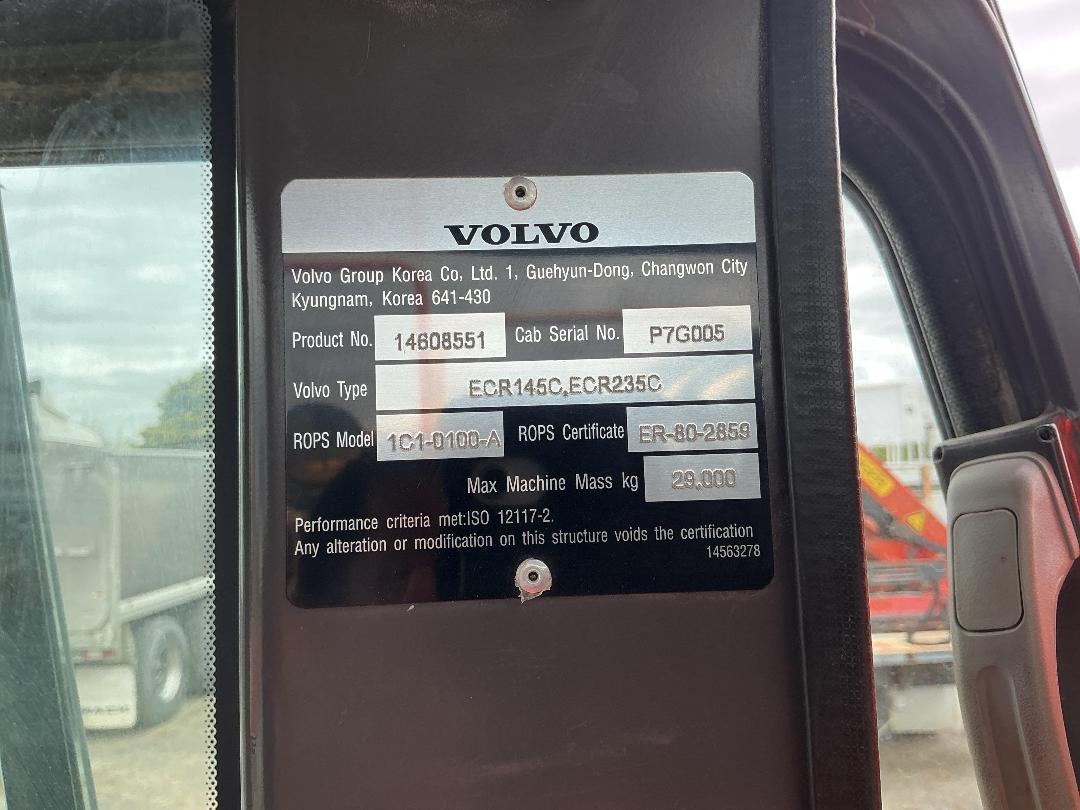 VOLVO
Volvo Group Korea Co, Ltd. 1, Guehyun-Dong, Changwon City
Kyungnam, Korea 641-430
Product No. 14608551 Cab Serial No. P7G005
Volvo Type ECR145C,ECR235C
ROPS Model 1C1-0100-A ROPS Certificate ER-80-2859
Max Machine Mass kg 29,000
Performance criteria met:ISO 12117-2.
Any alteration or modification on this structure voids the certification
14563278
MACK